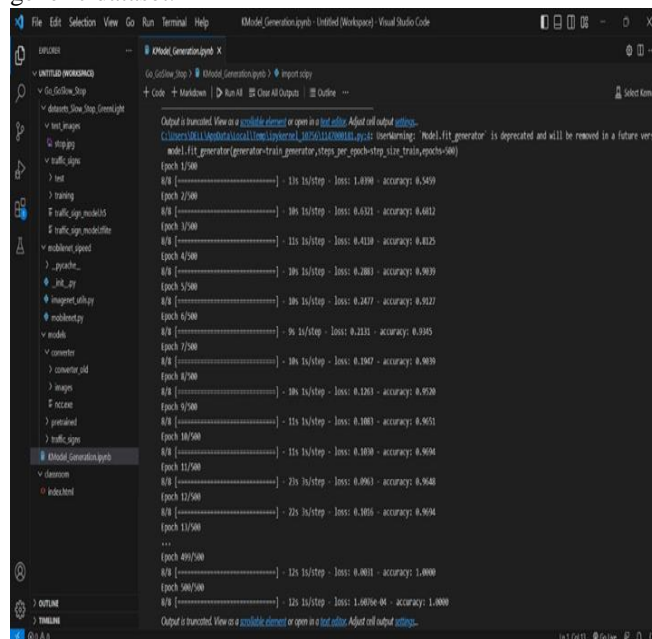 generic dataset.
File Edit Selection View Go Run Terminal Help
KModel_Generation.ipynb - Untitled (Workspace) - Visual Studio Code
EXPLORER
UNTITLED (WORKSPACE)
Go_GoSlow_Stop
datasets_Slow_Stop_GreenLight
test_images
stop.jpg
traffic_signs
test
training
traffic_sign_model.h5
traffic_sign_model.tflite
mobilenet_sipeed
__pycache__
__init__.py
imagenet_utils.py
mobilenet.py
models
converter
converter_old
images
ncc.exe
pretrained
traffic_signs
KModel_Generation.ipynb
classroom
index.html
OUTLINE
TIMELINE
KModel_Generation.ipynb
Go_GoSlow_Stop > KModel_Generation.ipynb > import scipy
+ Code + Markdown | Run All Clear All Outputs | Outline ...
Select Kern
Output is truncated. View as a scrollable element or open in a text editor. Adjust cell output settings...
UserWarning: `Model.fit_generator` is deprecated and will be removed in a future ver
model.fit_generator(generator=train_generator,steps_per_epoch=step_size_train,epochs=500)
Epoch 1/500
8/8 [==============================] - 13s 1s/step - loss: 1.0390 - accuracy: 0.5459
Epoch 2/500
8/8 [==============================] - 10s 1s/step - loss: 0.6321 - accuracy: 0.6812
Epoch 3/500
8/8 [==============================] - 11s 1s/step - loss: 0.4110 - accuracy: 0.8125
Epoch 4/500
8/8 [==============================] - 10s 1s/step - loss: 0.2883 - accuracy: 0.9039
Epoch 5/500
8/8 [==============================] - 10s 1s/step - loss: 0.2477 - accuracy: 0.9127
Epoch 6/500
8/8 [==============================] - 9s 1s/step - loss: 0.2131 - accuracy: 0.9345
Epoch 7/500
8/8 [==============================] - 10s 1s/step - loss: 0.1947 - accuracy: 0.9039
Epoch 8/500
8/8 [==============================] - 10s 1s/step - loss: 0.1263 - accuracy: 0.9520
Epoch 9/500
8/8 [==============================] - 11s 1s/step - loss: 0.1083 - accuracy: 0.9651
Epoch 10/500
8/8 [==============================] - 11s 1s/step - loss: 0.1030 - accuracy: 0.9694
Epoch 11/500
8/8 [==============================] - 23s 3s/step - loss: 0.0963 - accuracy: 0.9648
Epoch 12/500
8/8 [==============================] - 22s 3s/step - loss: 0.1016 - accuracy: 0.9694
Epoch 13/500
...
Epoch 499/500
8/8 [==============================] - 12s 1s/step - loss: 0.0031 - accuracy: 1.0000
Epoch 500/500
8/8 [==============================] - 12s 1s/step - loss: 1.6076e-04 - accuracy: 1.0000
Output is truncated. View as a scrollable element or open in a text editor. Adjust cell output settings...